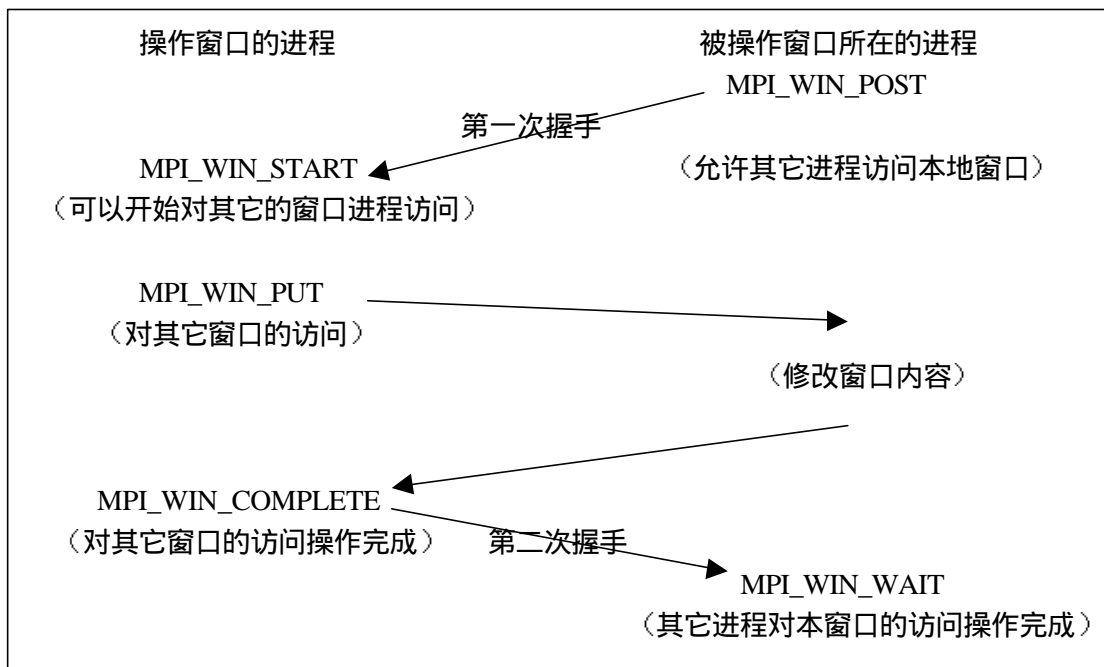 操作窗口的进程
被操作窗口所在的进程
MPI_WIN_POST
第一次握手
MPI_WIN_START
（允许其它进程访问本地窗口）
（可以开始对其它的窗口进程访问）
MPI_WIN_PUT
（对其它窗口的访问）
（修改窗口内容）
MPI_WIN_COMPLETE
（对其它窗口的访问操作完成）
第二次握手
MPI_WIN_WAIT
（其它进程对本窗口的访问操作完成）